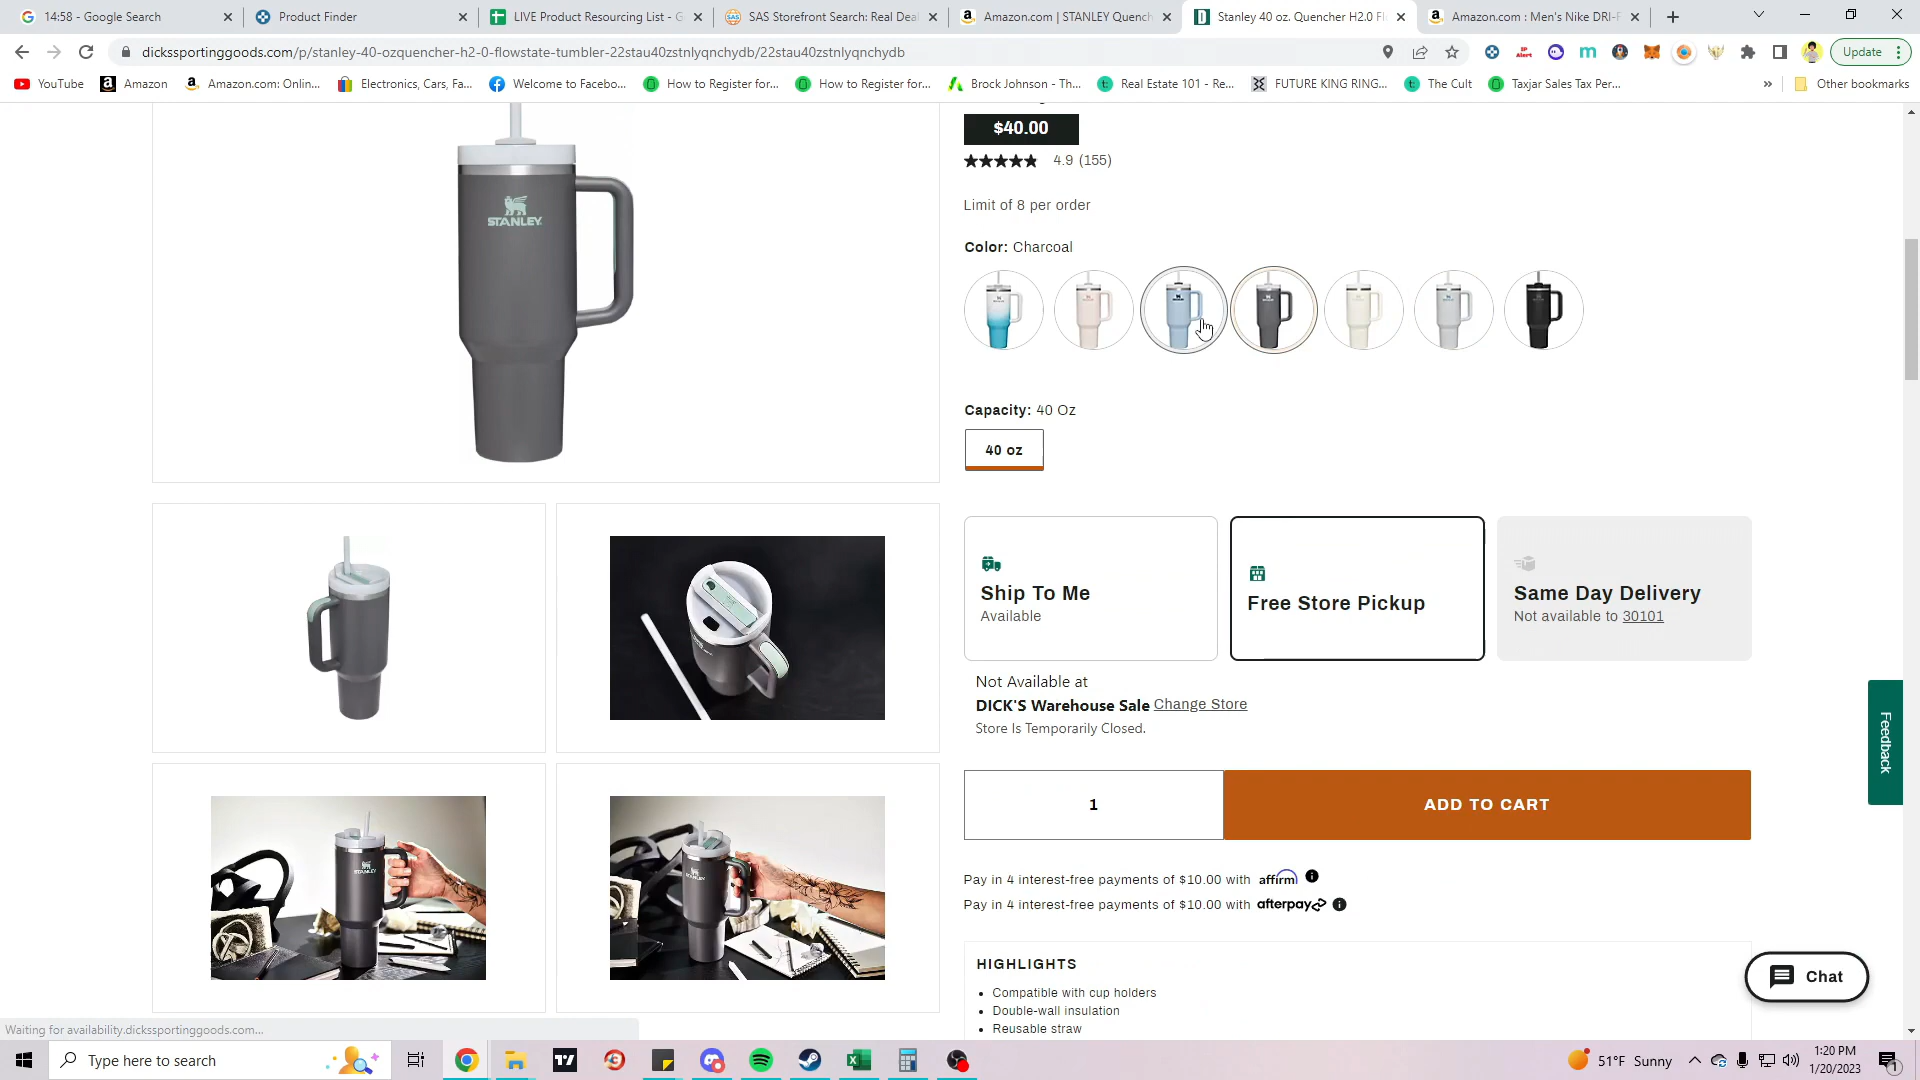 14:58 - Google Search
Product Finder
LIVE Product Resourcing List - G
SAS Storefront Search: Real Deal
Amazon.com | STANLEY Quench
Stanley 40 oz. Quencher H2.0 Fl
Amazon.com : Men's Nike DRI-F
dickssportinggoods.com/p/stanley-40-ozquencher-h2-0-flowstate-tumbler-22stau40zstnlyqnchydb/22stau40zstnlyqnchydb
Update
YouTube
Amazon
Amazon.com: Onlin...
Electronics, Cars, Fa...
Welcome to Facebo...
How to Register for...
How to Register for...
Brock Johnson - Th...
Real Estate 101 - Re...
FUTURE KING RING...
The Cult
Taxjar Sales Tax Per...
»
Other bookmarks
STANLEY
$40.00
4.9 (155)
Limit of 8 per order
Color: Charcoal
Capacity: 40 Oz
40 oz
Ship To Me
Available
Free Store Pickup
Same Day Delivery
Not available to 30101
Not Available at
DICK'S Warehouse Sale Change Store
Store Is Temporarily Closed.
1
ADD TO CART
Pay in 4 interest-free payments of $10.00 with affirm
Pay in 4 interest-free payments of $10.00 with afterpay
HIGHLIGHTS
• Compatible with cup holders
• Double-wall insulation
• Reusable straw
Feedback
Chat
Waiting for availability.dickssportinggoods.com...
Type here to search
51°F Sunny
1:20 PM
1/20/2023